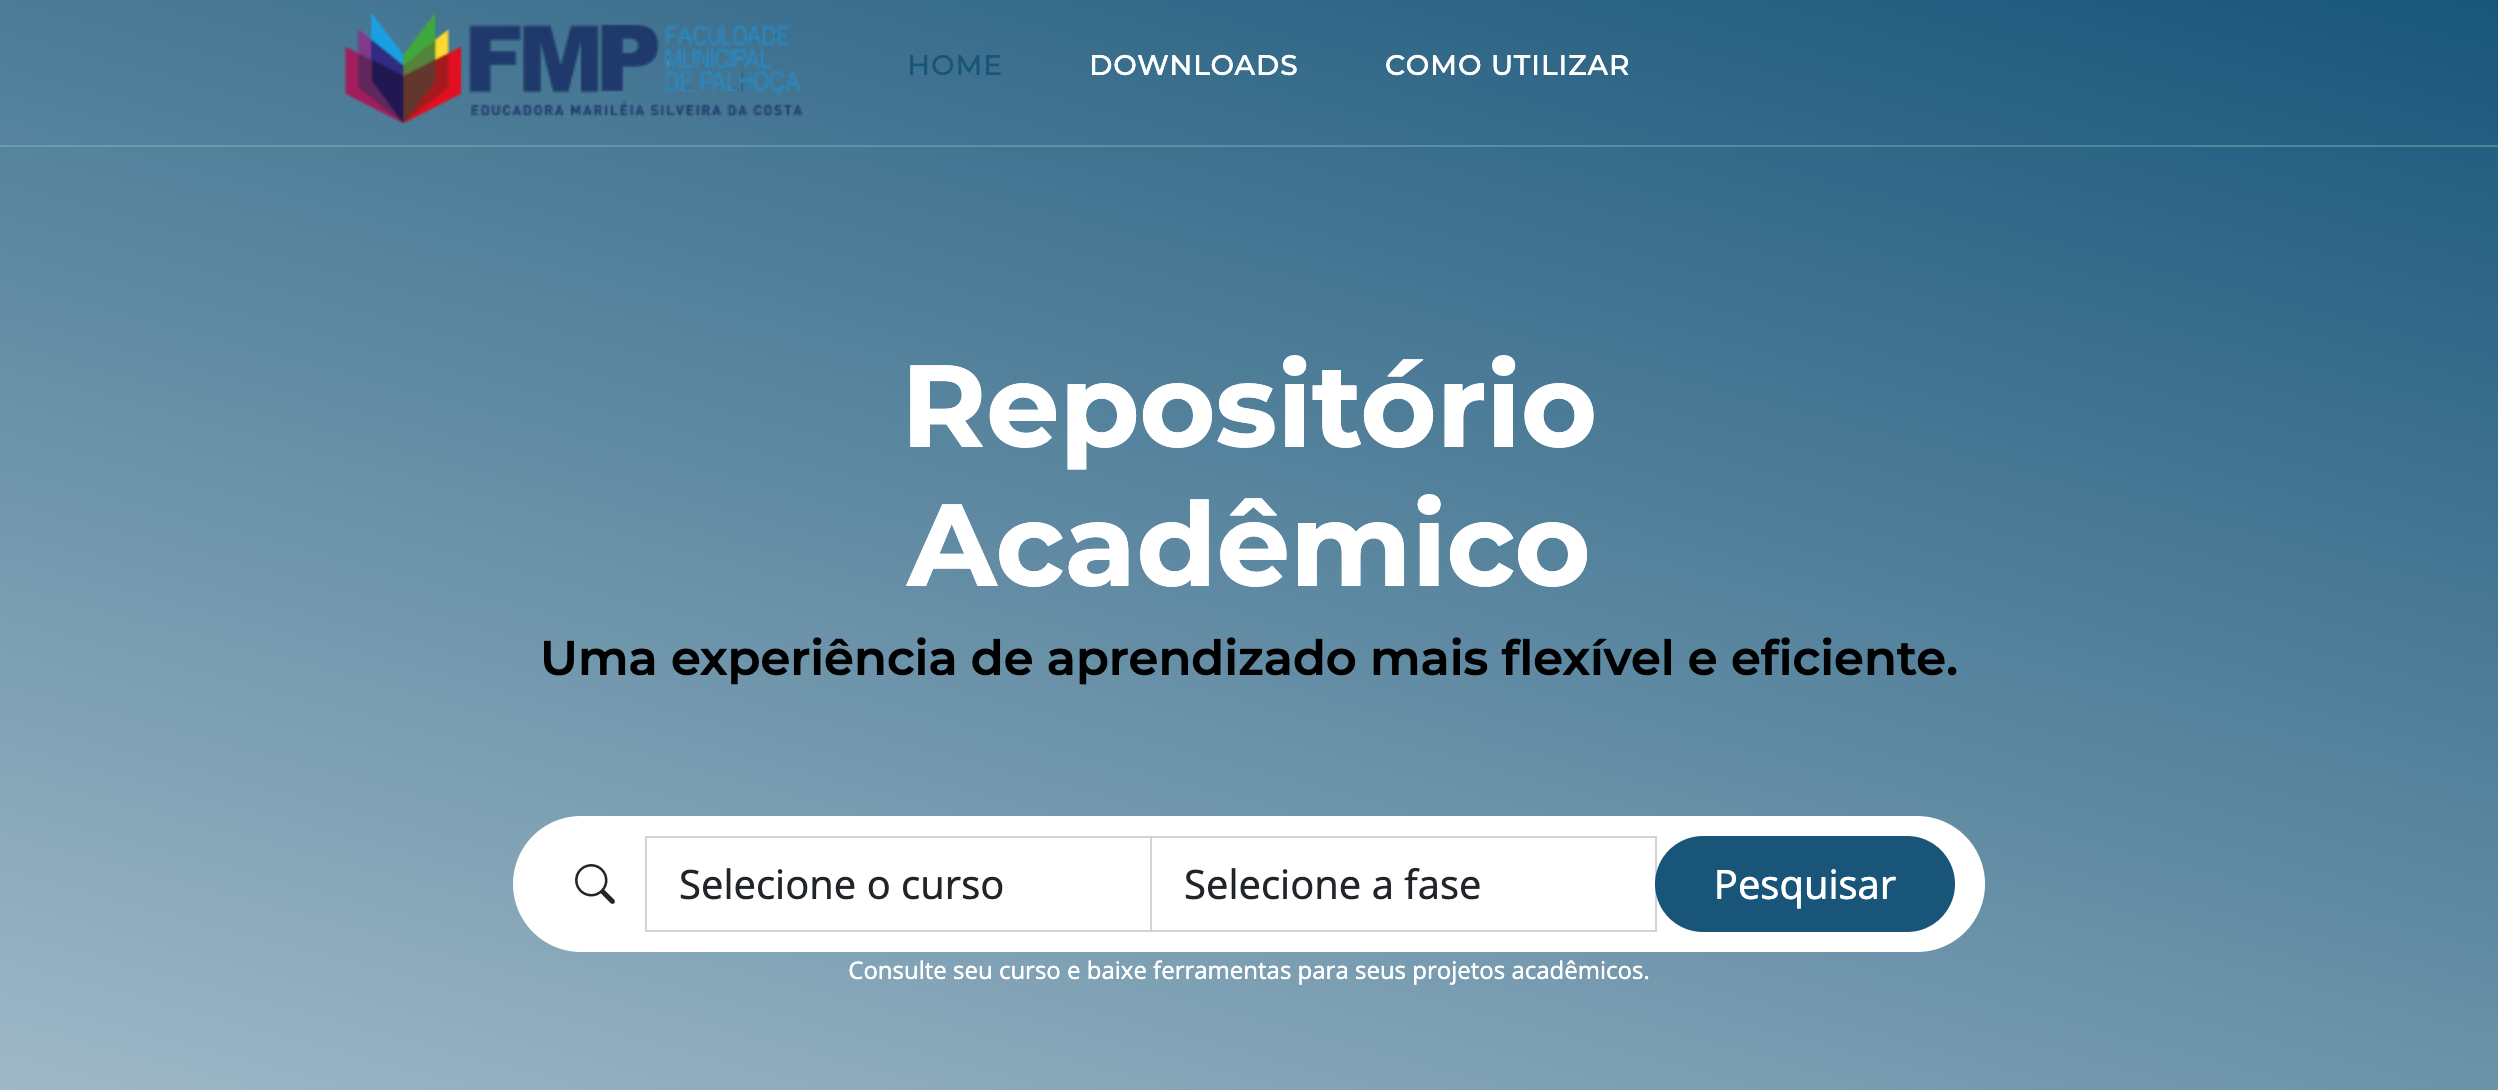 FMP
FACULDADE
MUNICIPAL
DE PALHOÇA
EDUCADORA MARILÉIA SILVEIRA DA COSTA
HOME
DOWNLOADS
COMO UTILIZAR
Repositório
Acadêmico
Uma experiência de aprendizado mais flexível e eficiente.
Selecione o curso
Selecione a fase
Pesquisar
Consulte seu curso e baixe ferramentas para seus projetos acadêmicos.